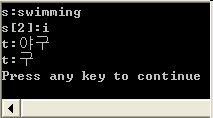 s:swimming
s[2]:i
t:야구
t:구
Press any key to continue